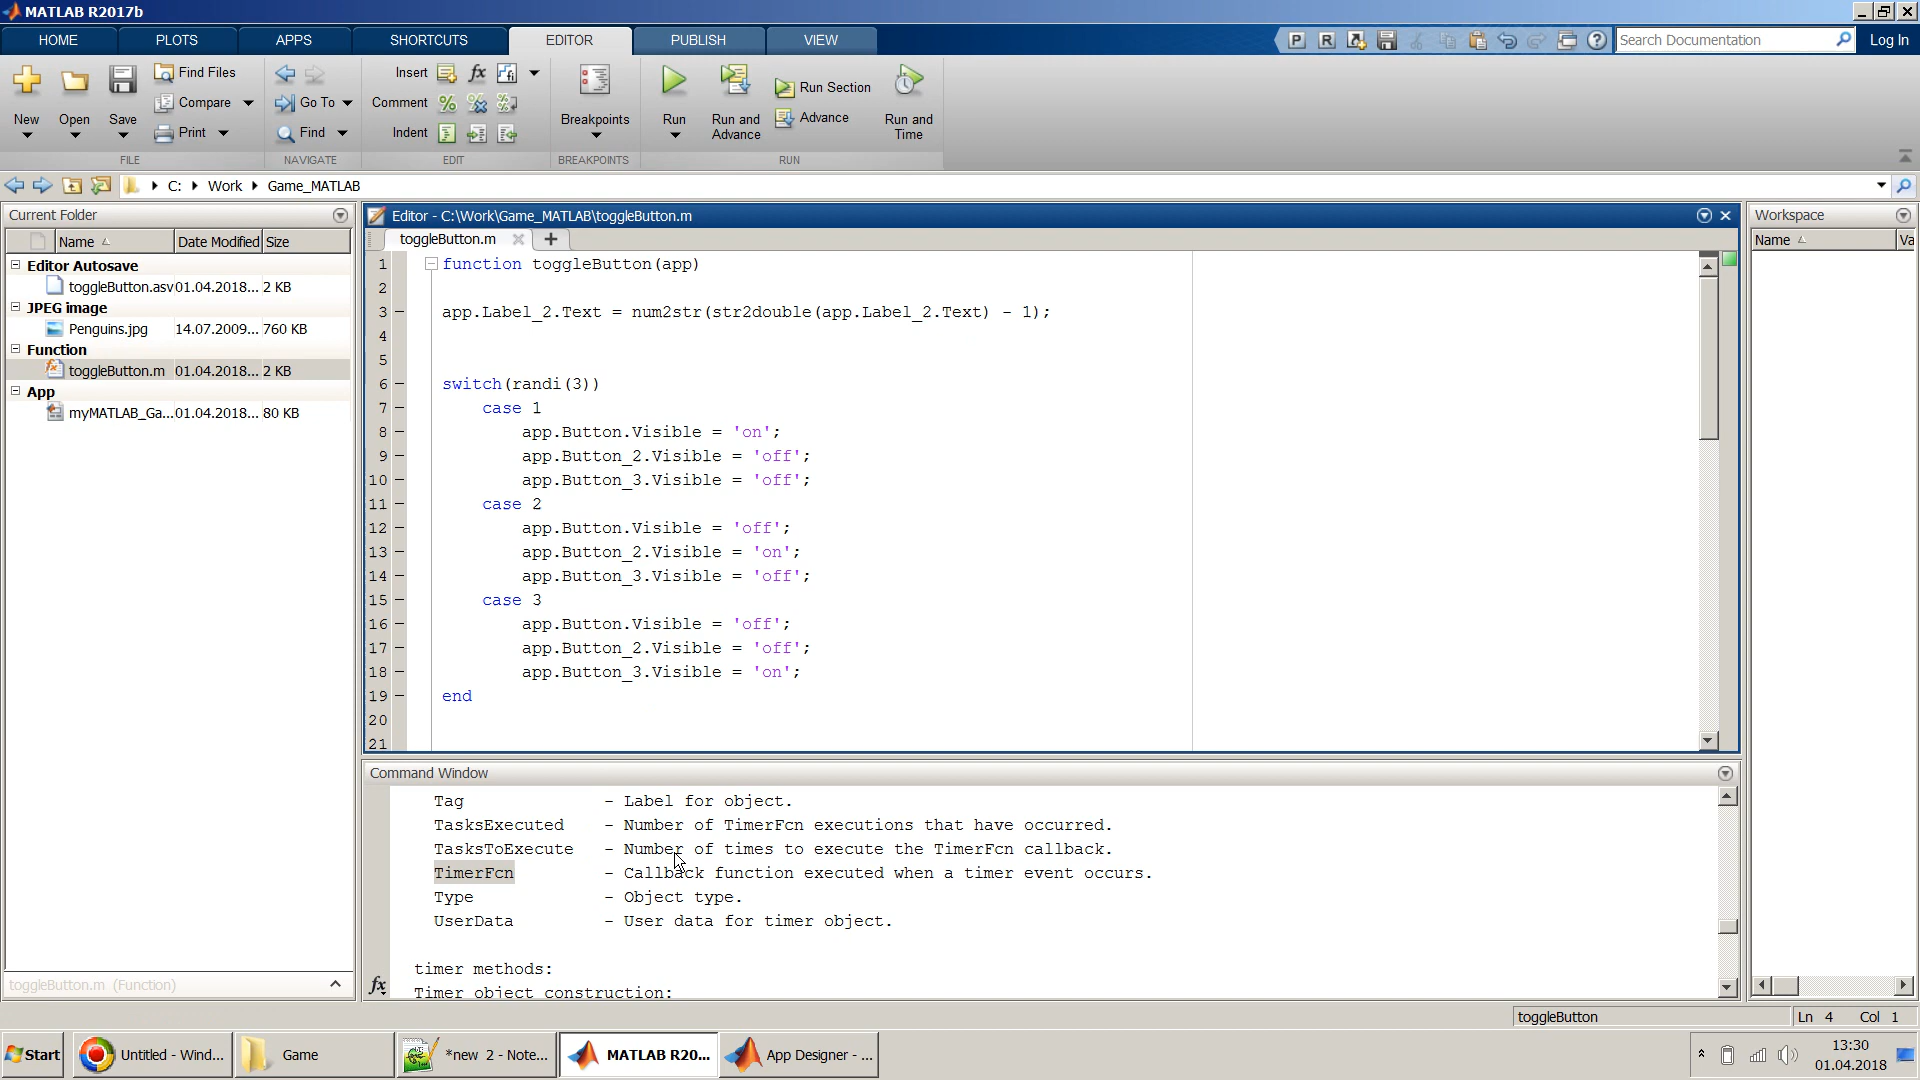 MATLAB R2017b
HOME PLOTS APPS SHORTCUTS EDITOR PUBLISH VIEW Search Documentation Log In
New Open Save Find Files Compare Print
FILE
Go To Find
NAVIGATE
Insert fx
Comment
Indent
EDIT
Breakpoints
BREAKPOINTS
Run Run and Advance Run Section Advance Run and Time
RUN
C: Work Game_MATLAB
Current Folder
Name Date Modified Size
Editor Autosave
toggleButton.asv 01.04.2018... 2 KB
JPEG image
Penguins.jpg 14.07.2009... 760 KB
Function
toggleButton.m 01.04.2018... 2 KB
App
myMATLAB_Ga... 01.04.2018... 80 KB
toggleButton.m (Function)
Editor - C:\Work\Game_MATLAB\toggleButton.m
toggleButton.m
1 function toggleButton(app)
2
3 app.Label_2.Text = num2str(str2double(app.Label_2.Text) - 1);
4
5
6 switch(randi(3))
7 case 1
8 app.Button.Visible = 'on';
9 app.Button_2.Visible = 'off';
10 app.Button_3.Visible = 'off';
11 case 2
12 app.Button.Visible = 'off';
13 app.Button_2.Visible = 'on';
14 app.Button_3.Visible = 'off';
15 case 3
16 app.Button.Visible = 'off';
17 app.Button_2.Visible = 'off';
18 app.Button_3.Visible = 'on';
19 end
20
21
Command Window
Tag - Label for object.
TasksExecuted - Number of TimerFcn executions that have occurred.
TasksToExecute - Number of times to execute the TimerFcn callback.
TimerFcn - Callback function executed when a timer event occurs.
Type - Object type.
UserData - User data for timer object.
timer methods:
fx Timer object construction:
Workspace
Name Va
toggleButton Ln 4 Col 1
Start Untitled - Wind... Game *new 2 - Note... MATLAB R20... App Designer - ... 13:30
01.04.2018